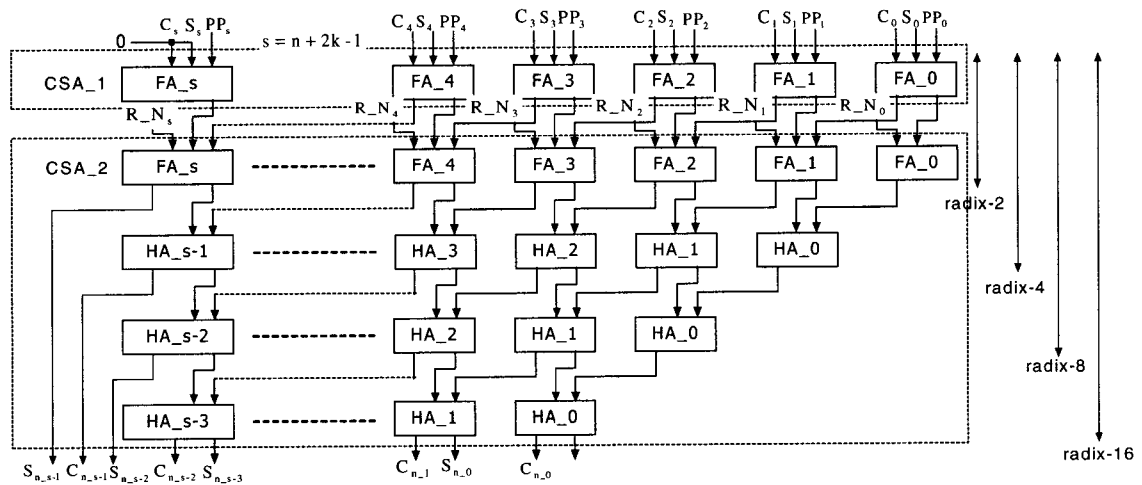 C_s S_s PP_s s = n + 2k -1 C_4 S_4 PP_4 C_3 S_3 PP_3 C_2 S_2 PP_2 C_1 S_1 PP_1 C_0 S_0 PP_0
0
CSA_1 FA_s FA_4 FA_3 FA_2 FA_1 FA_0
R_N_s R_N_4 R_N_3 R_N_2 R_N_1 R_N_0
CSA_2 FA_s FA_4 FA_3 FA_2 FA_1 FA_0
radix-2
HA_s-1 HA_3 HA_2 HA_1 HA_0
radix-4
HA_s-2 HA_2 HA_1 HA_0
radix-8
HA_s-3 HA_1 HA_0
radix-16
S_n_s-1 C_n_s-1 S_n_s-2 C_n_s-2 S_n_s-3 C_n_1 S_n_0 C_n_0